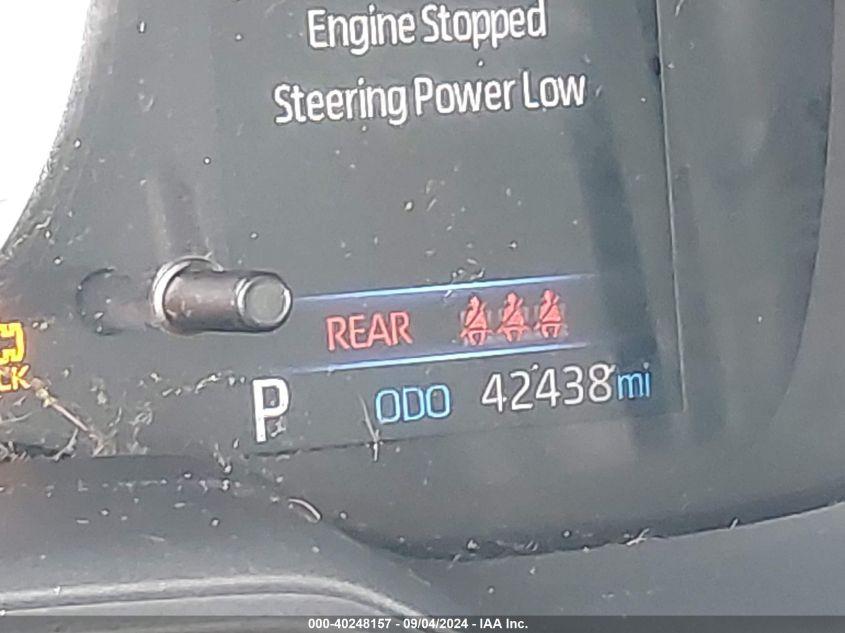 Engine Stopped
Steering Power Low
REAR
P ODO 42438 mi
000-40248157 - 09/04/2024 - IAA Inc.